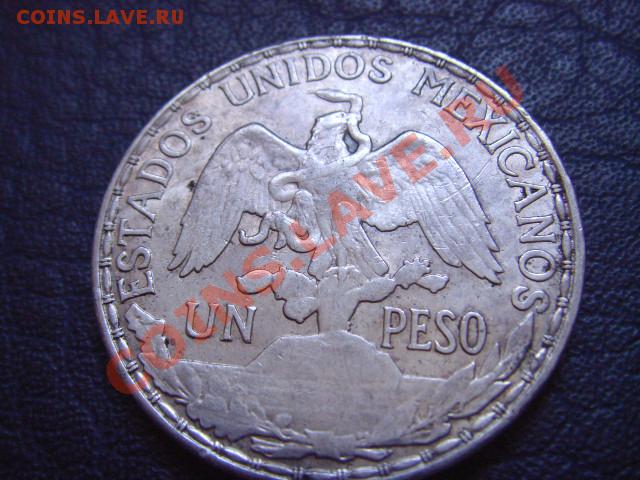 COINS.LAVE.RU
ESTADOS UNIDOS MEXICANOS
UN PESO
COINS.LAVE.RU